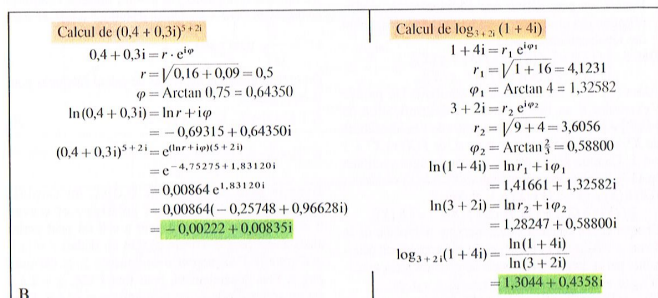 Calcul de (0,4 + 0,3i)⁵⁺²ⁱ
0,4 + 0,3i = r · e^{iφ}
r = √0,16 + 0,09 = 0,5
φ = Arctan 0,75 = 0,64350
ln(0,4 + 0,3i) = ln r + iφ
= − 0,69315 + 0,64350i
(0,4 + 0,3i)^{5 + 2i} = e^{(ln r + iφ)(5 + 2i)}
= e^{−4,75275 + 1,83120i}
= 0,00864 e^{1,83120i}
= 0,00864(− 0,25748 + 0,96628i)
= − 0,00222 + 0,00835i
B
Calcul de log_{3 + 2i} (1 + 4i)
1 + 4i = r₁ e^{iφ₁}
r₁ = √1 + 16 = 4,1231
φ₁ = Arctan 4 = 1,32582
3 + 2i = r₂ e^{iφ₂}
r₂ = √9 + 4 = 3,6056
φ₂ = Arctan 2/3 = 0,58800
ln(1 + 4i) = ln r₁ + i φ₁
= 1,41661 + 1,32582i
ln(3 + 2i) = ln r₂ + i φ₂
= 1,28247 + 0,58800i
log_{3 + 2i}(1 + 4i) = ln(1 + 4i) / ln(3 + 2i)
= 1,3044 + 0,4358i